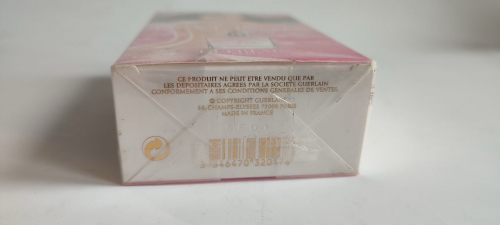 CE PRODUIT NE PEUT ETRE VENDU QUE PAR
LES DEPOSITAIRES AGREES PAR LA SOCIETE GUERLAIN
CONFORMEMENT A SES CONDITIONS GENERALES DE VENTES
© COPYRIGHT GUERLAIN
68, CHAMPS-ELYSEES 75008 PARIS
MADE IN FRANCE